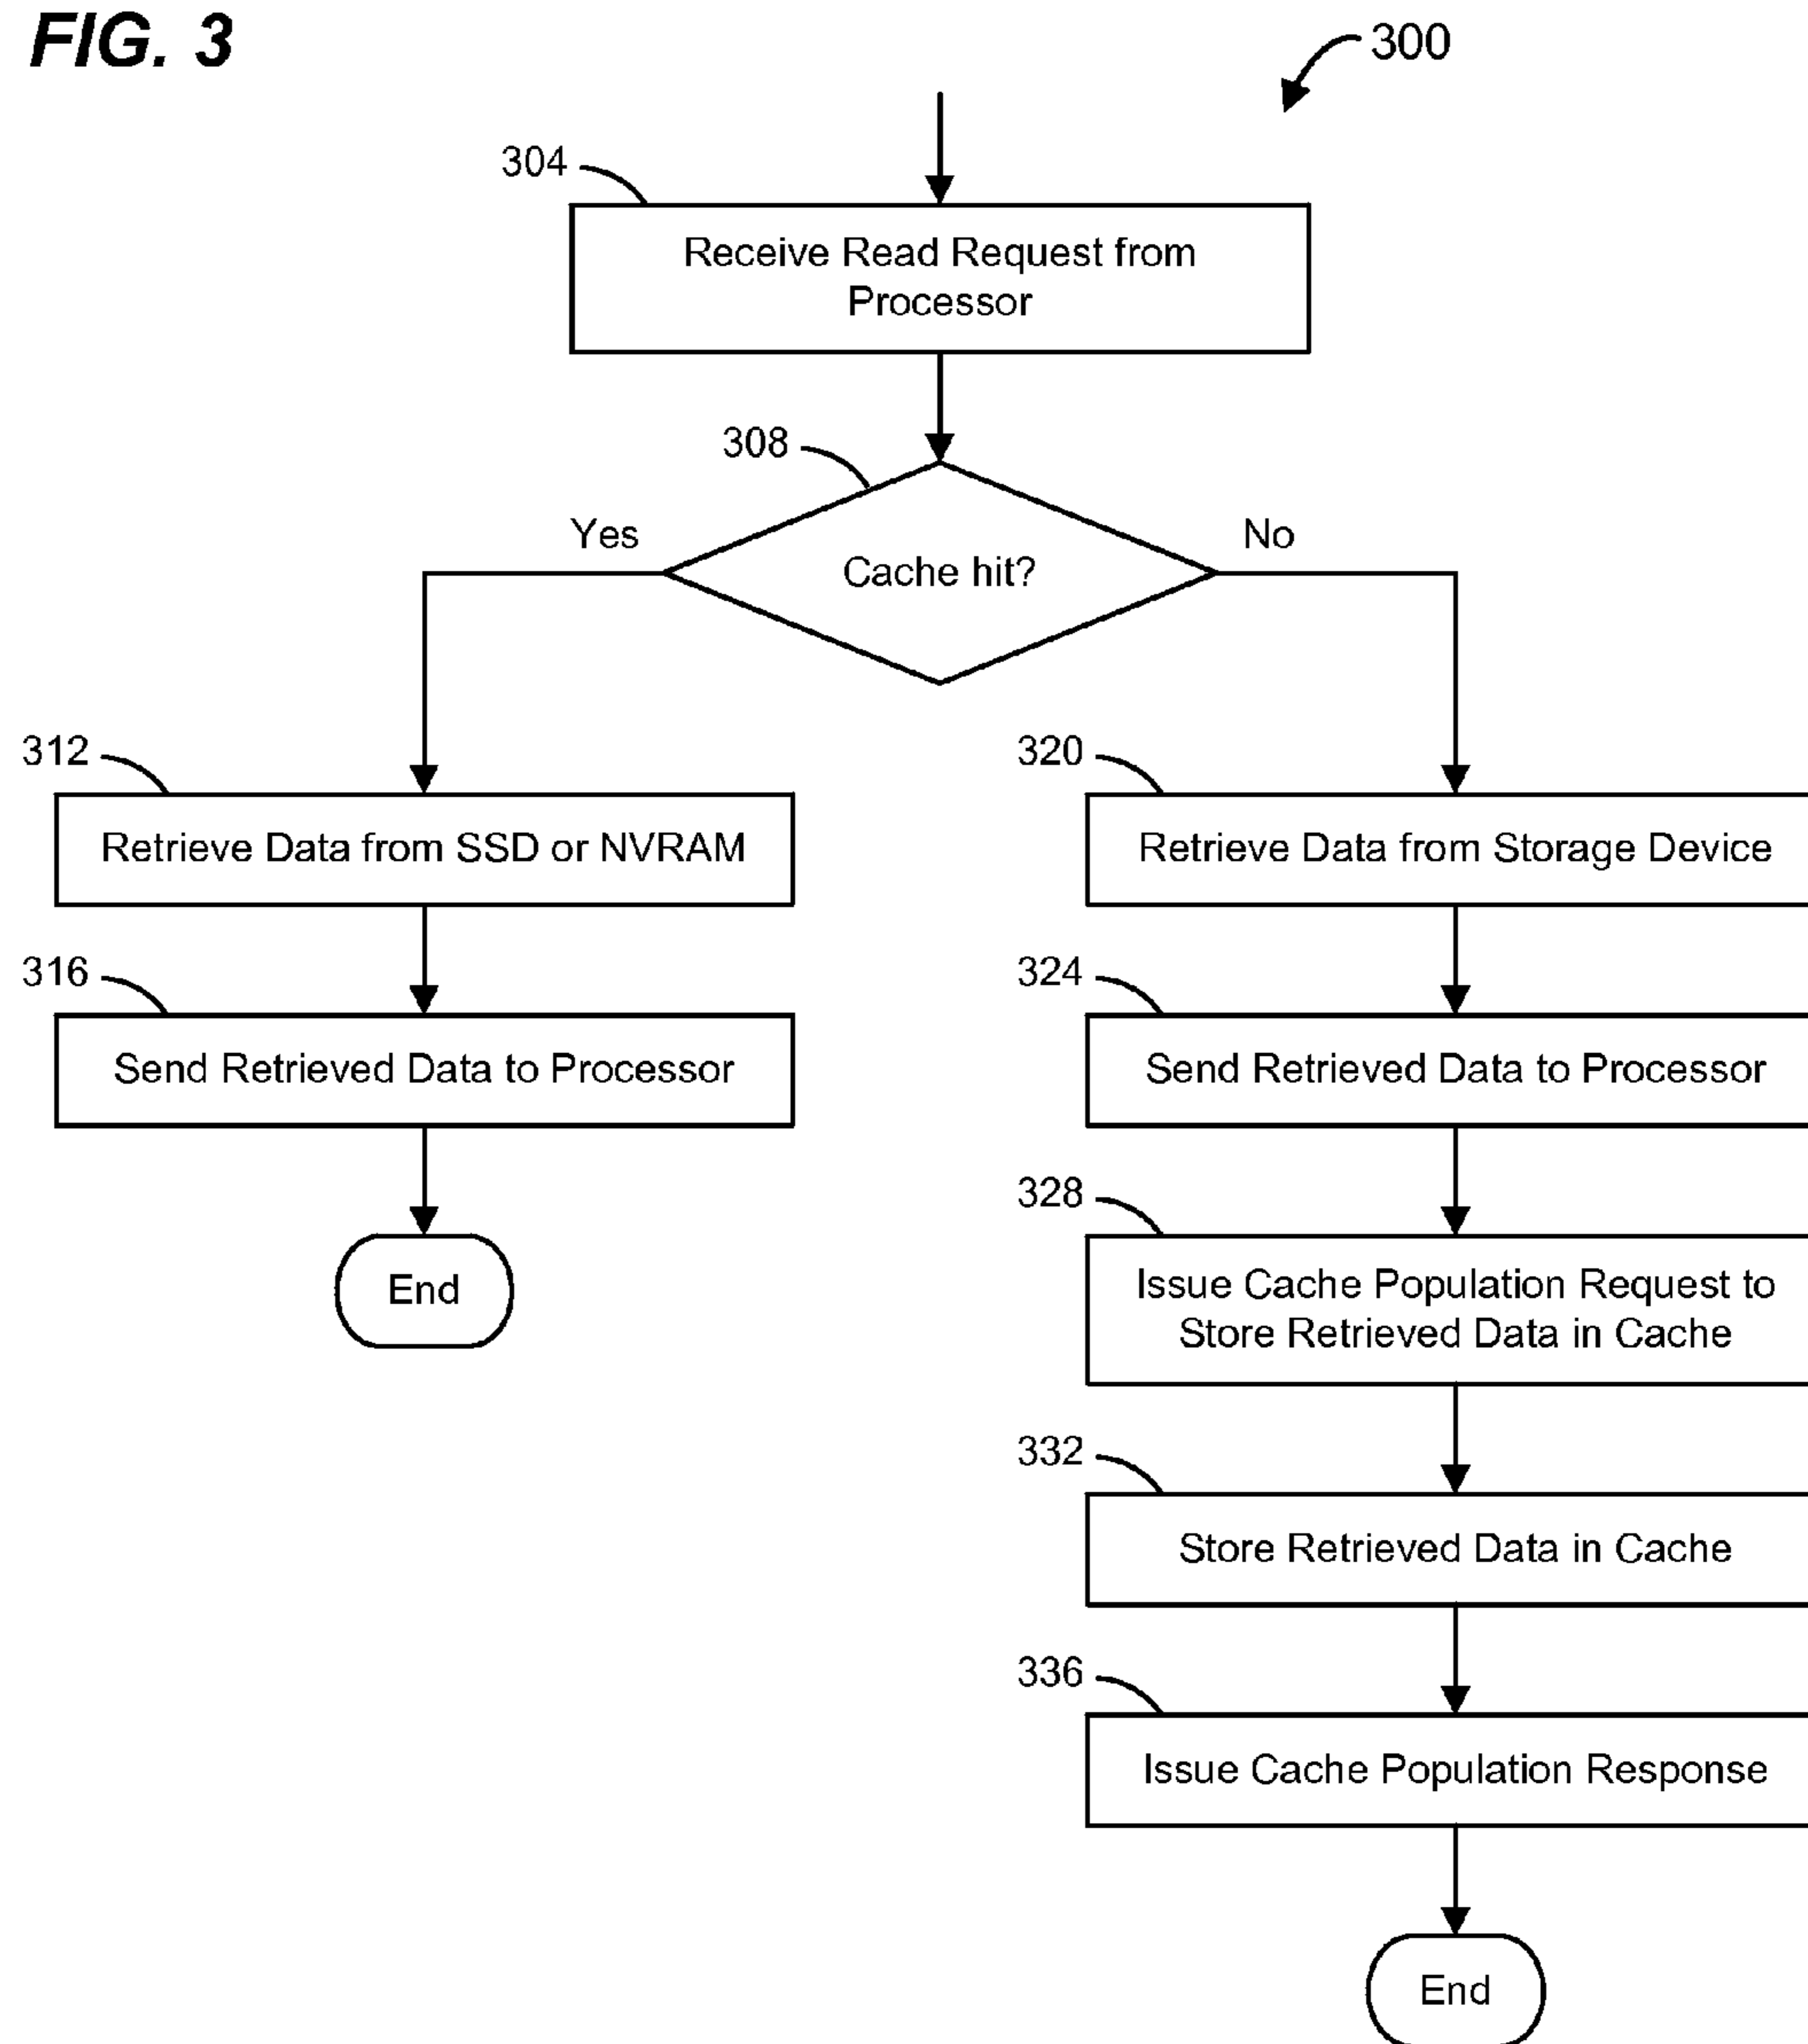 FIG. 3
300
304
Receive Read Request from
Processor
308
Yes
No
Cache hit?
312
Retrieve Data from SSD or NVRAM
316
Send Retrieved Data to Processor
End
320
Retrieve Data from Storage Device
324
Send Retrieved Data to Processor
328
Issue Cache Population Request to
Store Retrieved Data in Cache
332
Store Retrieved Data in Cache
336
Issue Cache Population Response
End